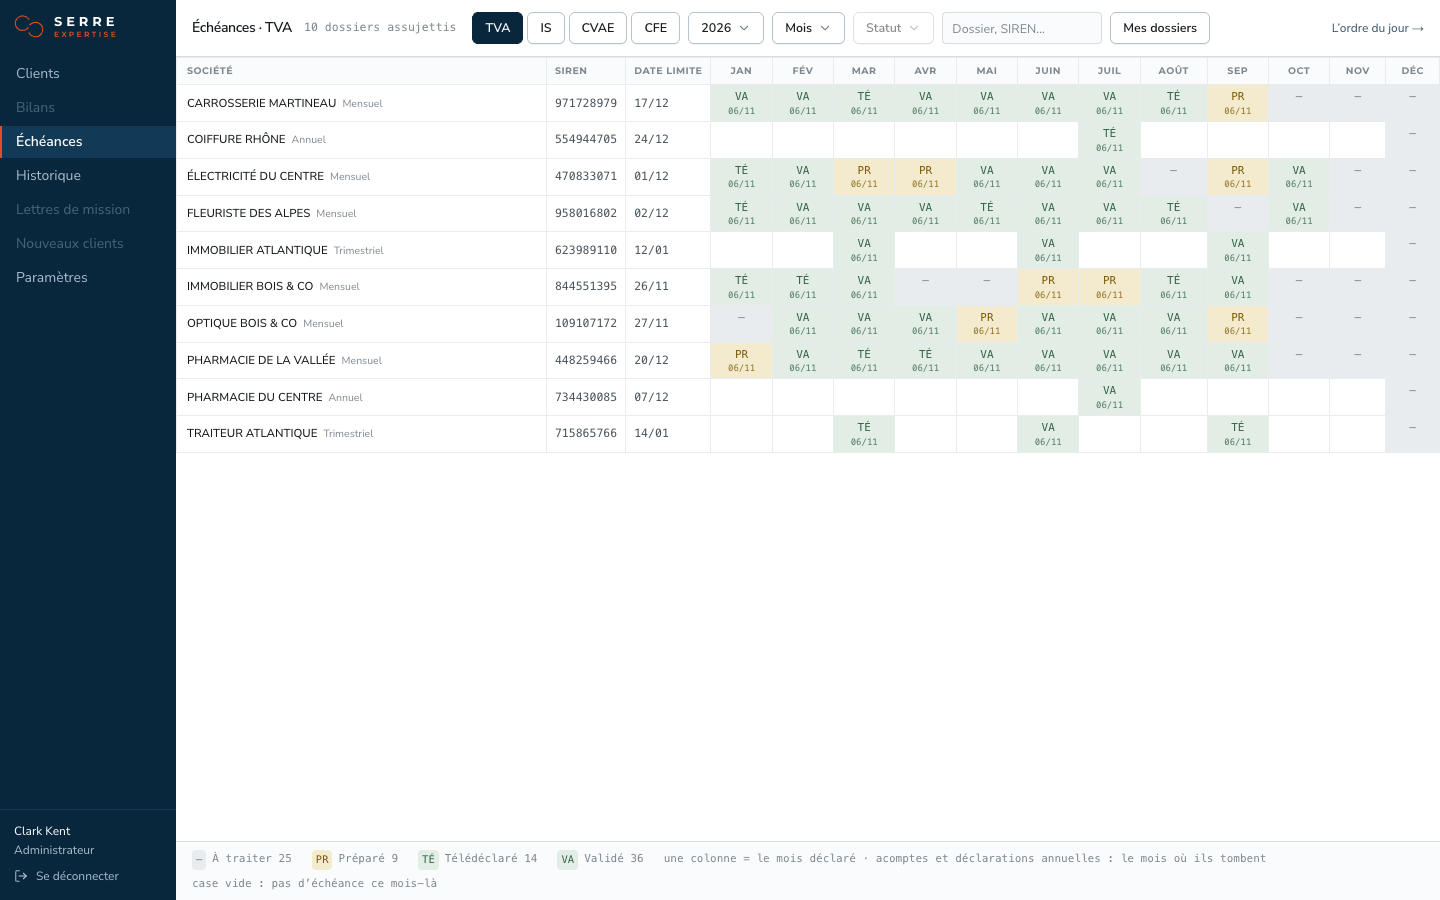 SERRE
EXPERTISE
Clients
Bilans
Échéances
Historique
Lettres de mission
Nouveaux clients
Paramètres
Clark Kent
Administrateur
Se déconnecter
Échéances · TVA 10 dossiers assujettis TVA IS CVAE CFE 2026 Mois Statut Dossier, SIREN... Mes dossiers L'ordre du jour →
SOCIÉTÉ SIREN DATE LIMITE JAN FÉV MAR AVR MAI JUIN JUIL AOÛT SEP OCT NOV DÉC
CARROSSERIE MARTINEAU Mensuel 971728979 17/12 VA VA TÉ VA VA VA VA TÉ PR – – –
06/11 06/11 06/11 06/11 06/11 06/11 06/11 06/11 06/11
COIFFURE RHÔNE Annuel 554944705 24/12 TÉ –
06/11
ÉLECTRICITÉ DU CENTRE Mensuel 470833071 01/12 TÉ VA PR PR VA VA VA – PR VA – –
06/11 06/11 06/11 06/11 06/11 06/11 06/11 06/11 06/11
FLEURISTE DES ALPES Mensuel 958016802 02/12 TÉ VA VA VA TÉ VA VA TÉ – VA – –
06/11 06/11 06/11 06/11 06/11 06/11 06/11 06/11 06/11
IMMOBILIER ATLANTIQUE Trimestriel 623989110 12/01 VA VA VA –
06/11 06/11 06/11
IMMOBILIER BOIS & CO Mensuel 844551395 26/11 TÉ TÉ VA – – PR PR TÉ VA – – –
06/11 06/11 06/11 06/11 06/11 06/11 06/11
OPTIQUE BOIS & CO Mensuel 109107172 27/11 – VA VA VA PR VA VA VA PR – – –
06/11 06/11 06/11 06/11 06/11 06/11 06/11 06/11
PHARMACIE DE LA VALLÉE Mensuel 448259466 20/12 PR VA TÉ TÉ VA VA VA VA VA – – –
06/11 06/11 06/11 06/11 06/11 06/11 06/11 06/11 06/11
PHARMACIE DU CENTRE Annuel 734430085 07/12 VA –
06/11
TRAITEUR ATLANTIQUE Trimestriel 715865766 14/01 TÉ VA TÉ –
06/11 06/11 06/11
– À traiter 25 PR Préparé 9 TÉ Télédéclaré 14 VA Validé 36 une colonne = le mois déclaré · acomptes et déclarations annuelles : le mois où ils tombent
case vide : pas d'échéance ce mois-là